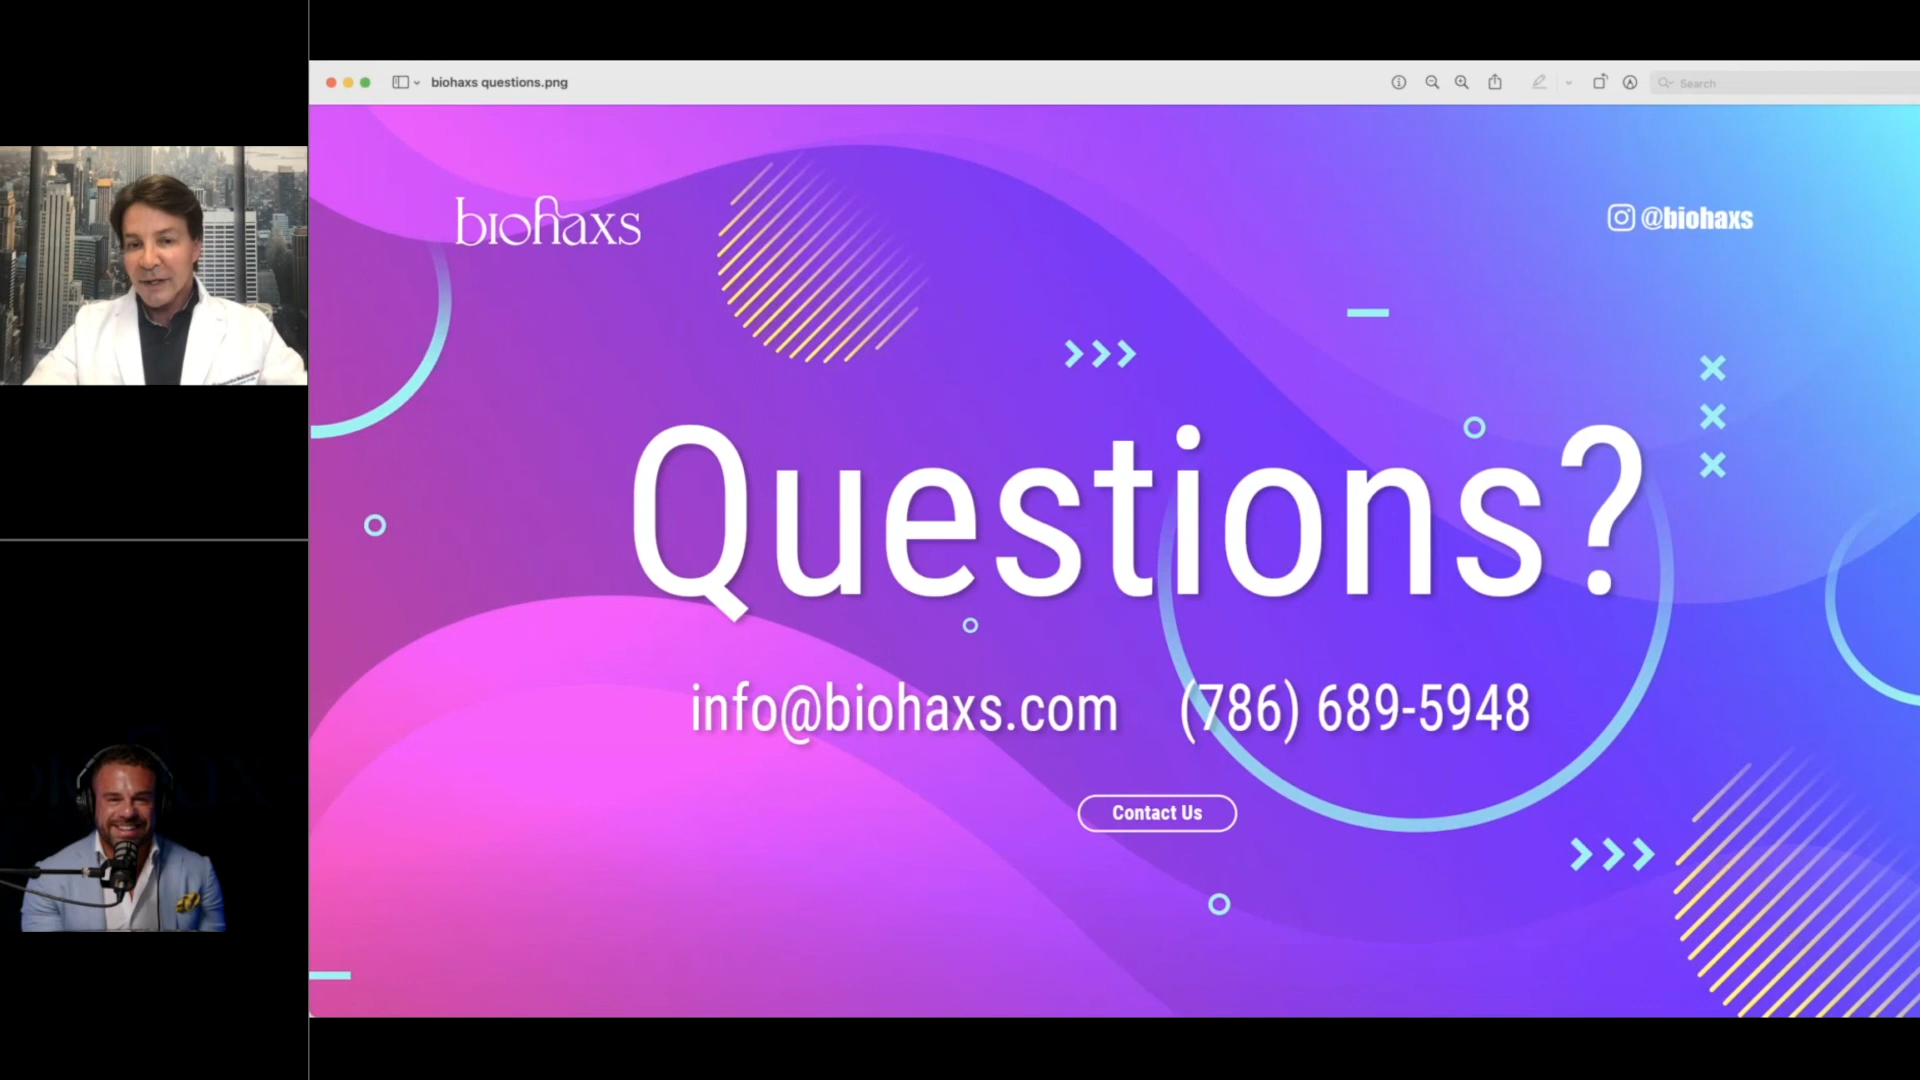 biohaxs questions.png
Search
biohaxs
@biohaxs
Questions?
info@biohaxs.com
(786) 689-5948
Contact Us